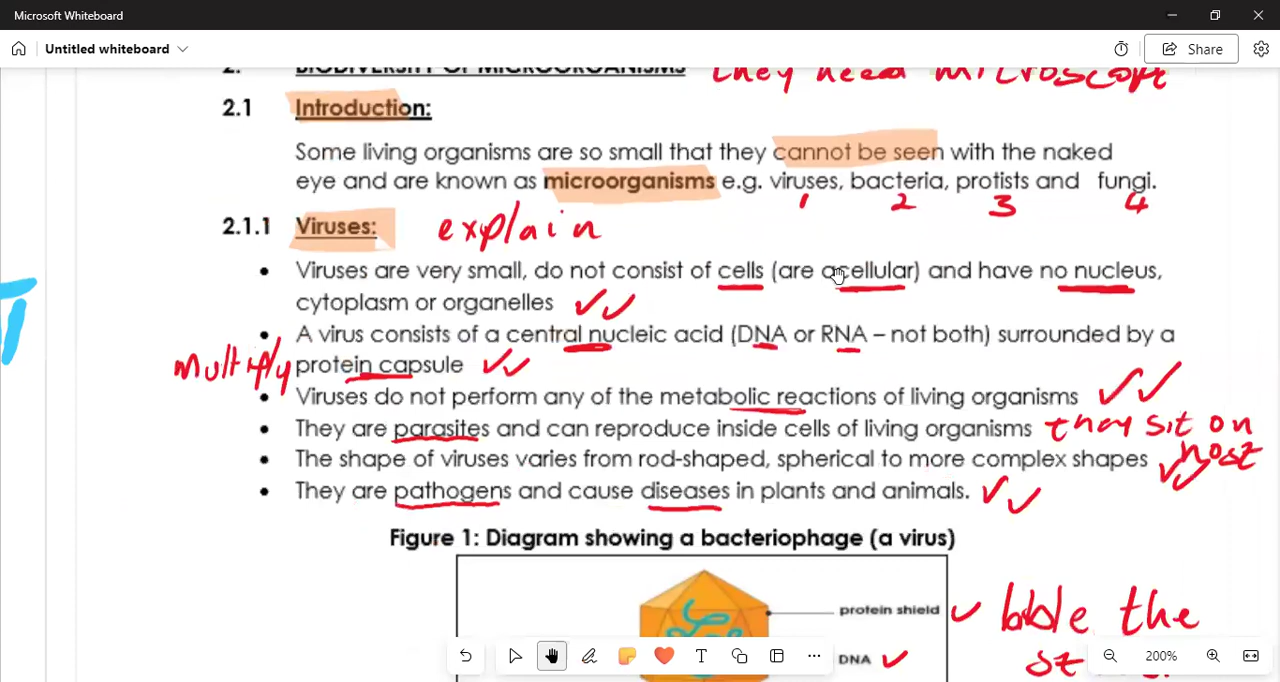 Microsoft Whiteboard
Untitled whiteboard
Share
2. BIODIVERSITY OF MICROORGANISMS they need microscope
2.1 Introduction:
Some living organisms are so small that they cannot be seen with the naked
eye and are known as microorganisms e.g. viruses, bacteria, protists and fungi.
1 2 3 4
2.1.1 Viruses: explain
• Viruses are very small, do not consist of cells (are acellular) and have no nucleus,
cytoplasm or organelles
• A virus consists of a central nucleic acid (DNA or RNA – not both) surrounded by a
multiply protein capsule
• Viruses do not perform any of the metabolic reactions of living organisms
• They are parasites and can reproduce inside cells of living organisms they sit on
host
• The shape of viruses varies from rod-shaped, spherical to more complex shapes
• They are pathogens and cause diseases in plants and animals.
Figure 1: Diagram showing a bacteriophage (a virus)
protein shield
the
DNA
200%